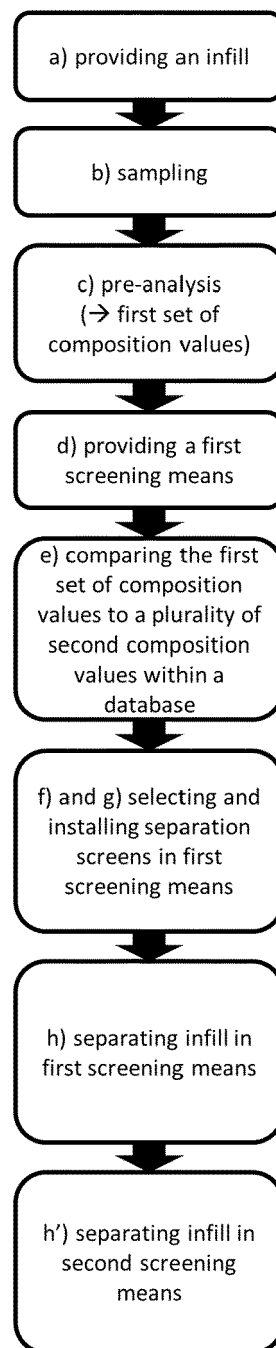 a) providing an infill
b) sampling
c) pre-analysis
(→ first set of
composition values)
d) providing a first
screening means
e) comparing the first
set of composition
values to a plurality of
second composition
values within a
database
f) and g) selecting and
installing separation
screens in first
screening means
h) separating infill in
first screening means
h') separating infill in
second screening
means